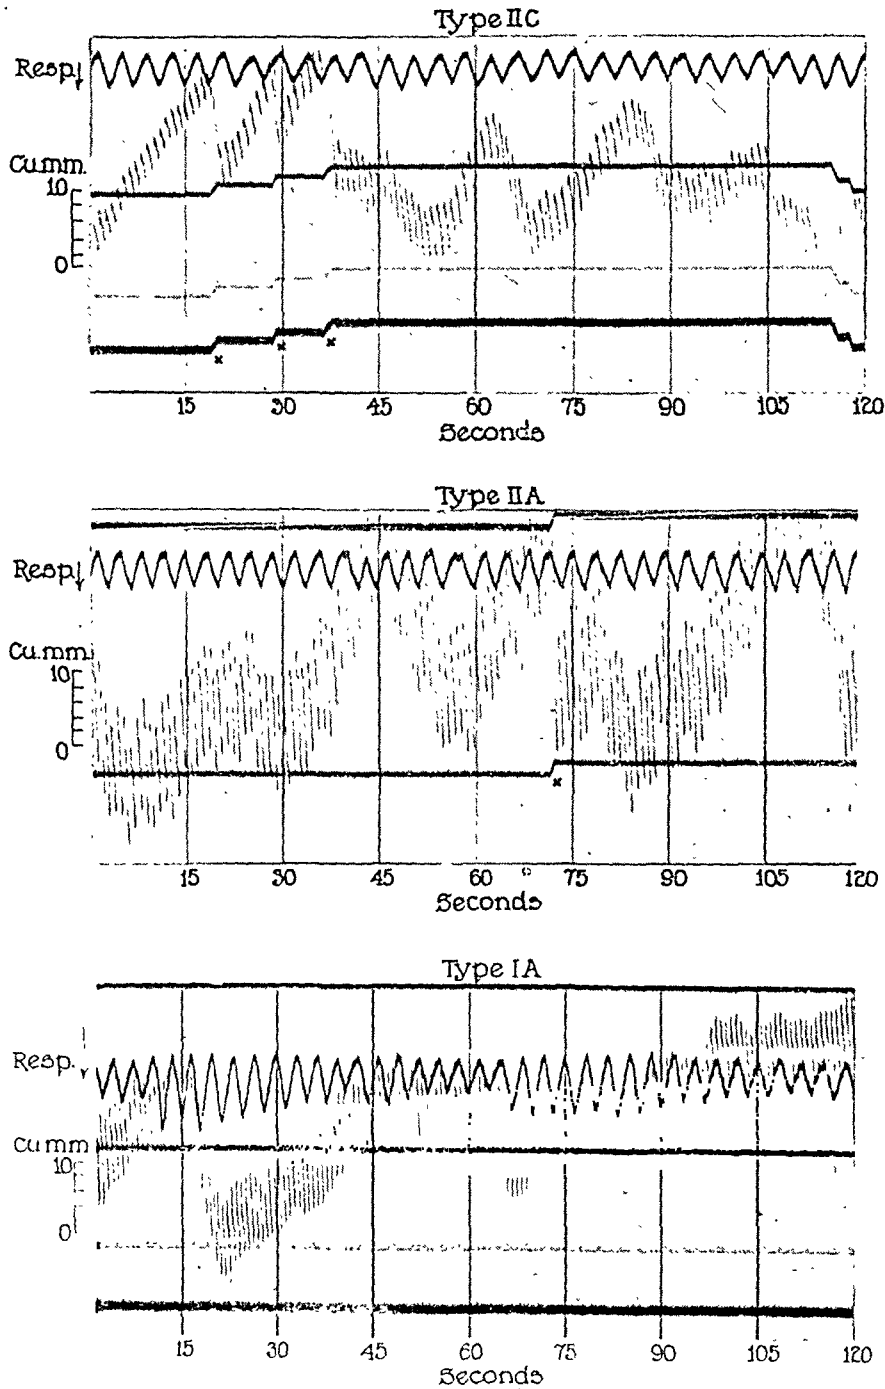 Type IIC
Resp.↓
Cu.mm.
10
0
x x x
15 30 45 60 75 90 105 120
Seconds
Type IIA
Resp.↓
Cu.mm.
10
0
x
15 30 45 60 75 90 105 120
Seconds
Type IA
Resp.↓
Cu mm
10
0
15 30 45 60 75 90 105 120
Seconds